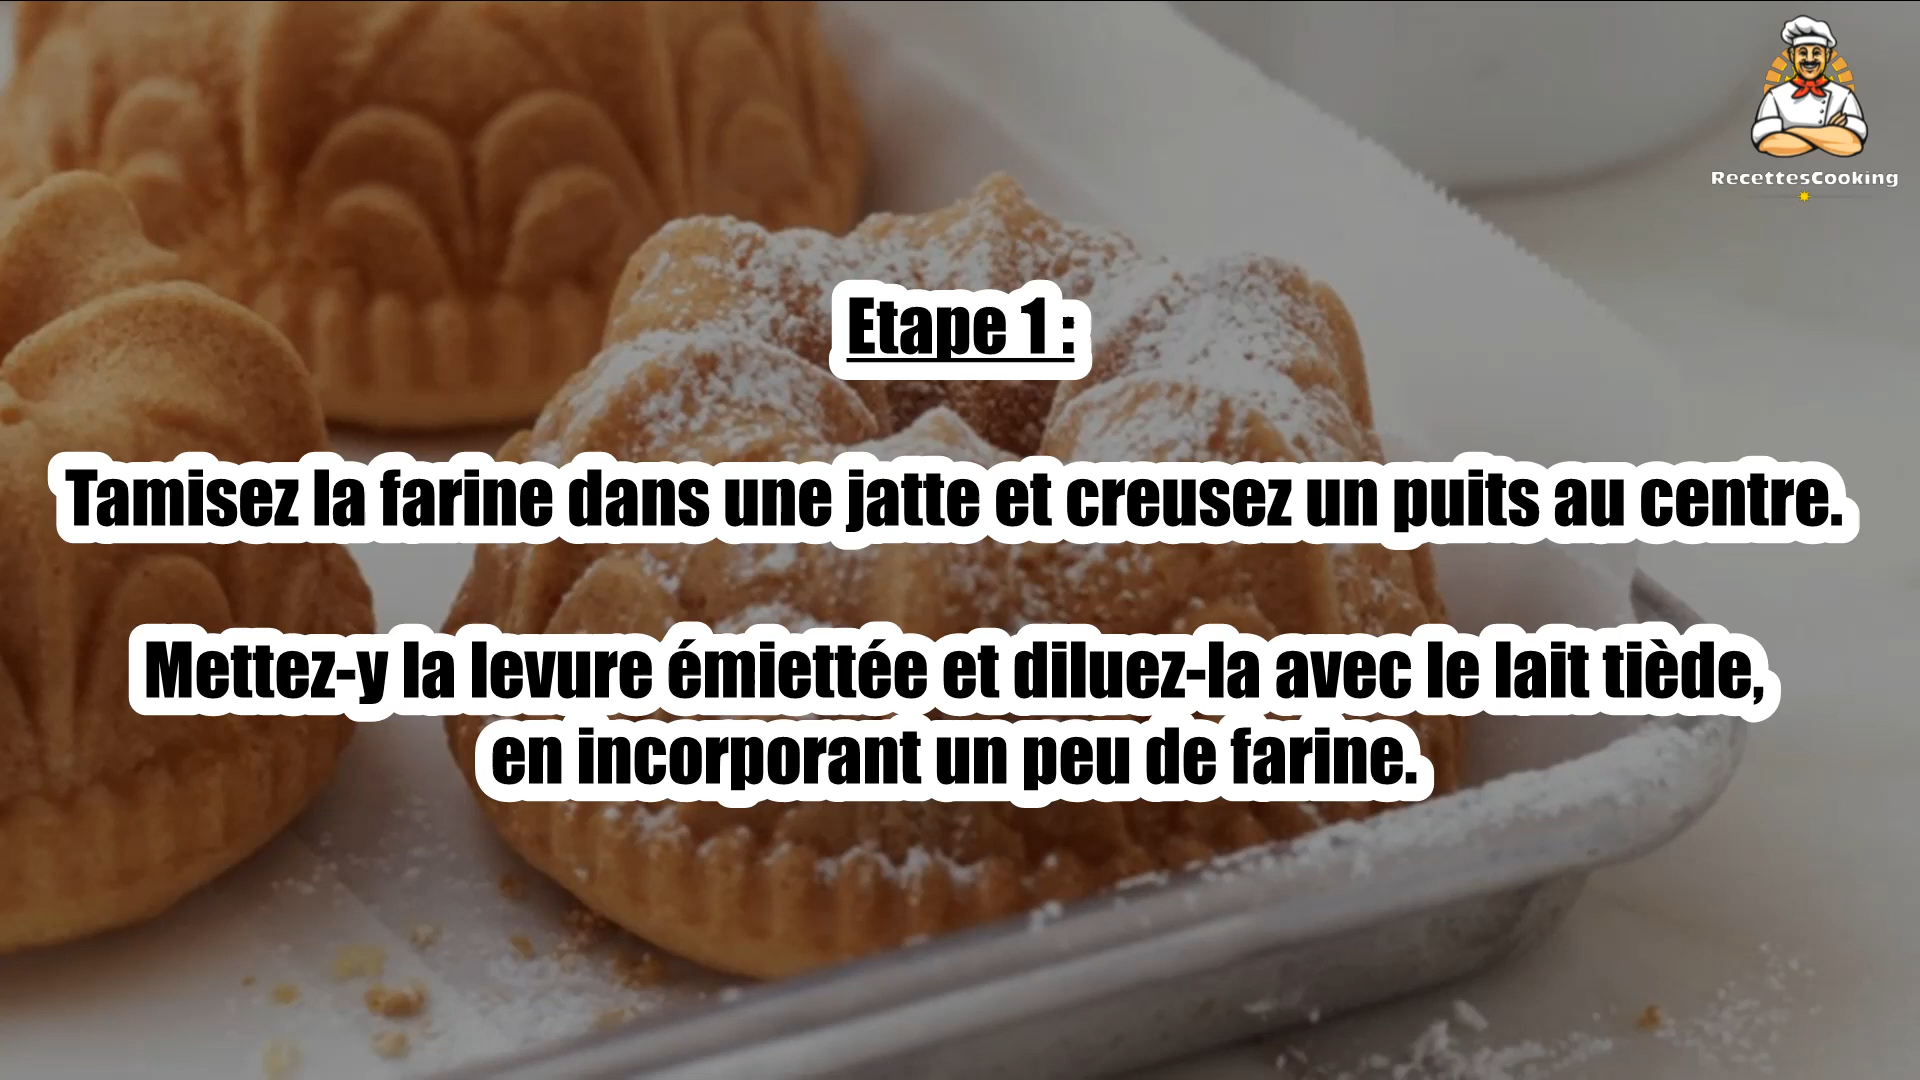 RecettesCooking
Etape 1 :
Tamisez la farine dans une jatte et creusez un puits au centre.
Mettez-y la levure émiettée et diluez-la avec le lait tiède,
en incorporant un peu de farine.